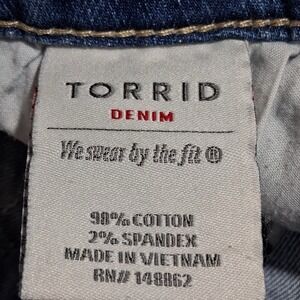 TORRID
DENIM
We swear by the fit ®
98% COTTON
2% SPANDEX
MADE IN VIETNAM
RN# 148862